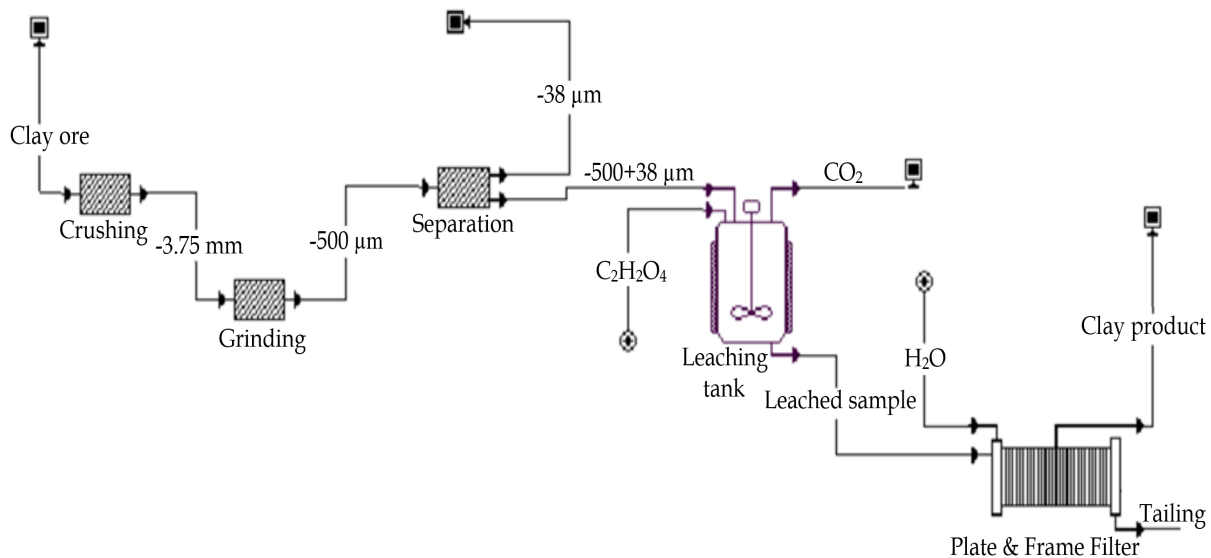 Clay ore
Crushing
-3.75 mm
Grinding
-500 µm
Separation
-38 µm
-500+38 µm
C₂H₂O₄
CO₂
Leaching
tank
Leached sample
H₂O
Clay product
Tailing
Plate & Frame Filter